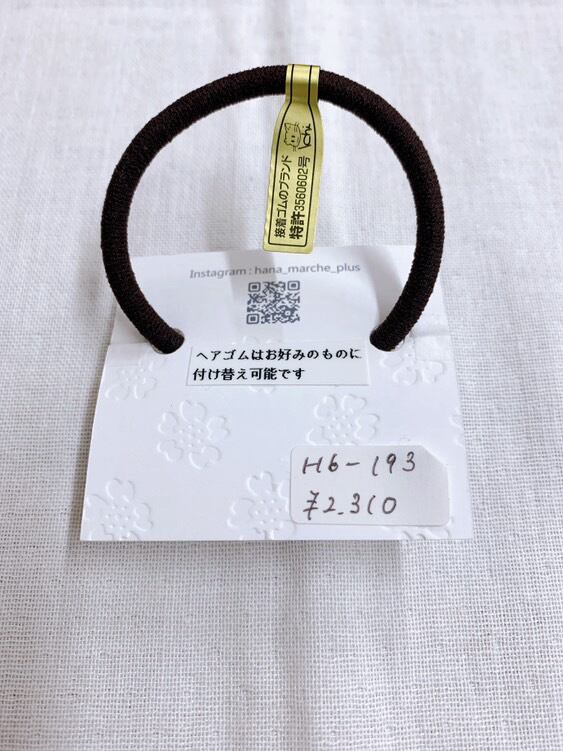 接着ゴムのブランド
特許3560602号
Instagram : hana_marche_plus
ヘアゴムはお好みのものに
付け替え可能です
H6-193
¥2.310